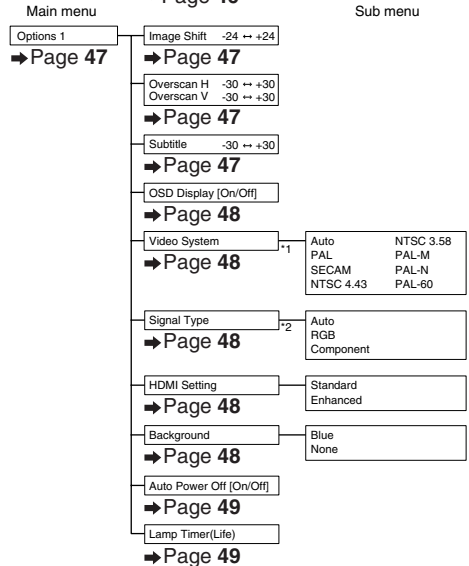 Main menu
Sub menu
Options 1
➡Page 47
Image Shift -24 ↔ +24
➡Page 47
Overscan H -30 ↔ +30
Overscan V -30 ↔ +30
➡Page 47
Subtitle -30 ↔ +30
➡Page 47
OSD Display [On/Off]
➡Page 48
Video System
➡Page 48
*1
Auto NTSC 3.58
PAL PAL-M
SECAM PAL-N
NTSC 4.43 PAL-60
Signal Type
➡Page 48
*2
Auto
RGB
Component
HDMI Setting
➡Page 48
Standard
Enhanced
Background
➡Page 48
Blue
None
Auto Power Off [On/Off]
➡Page 49
Lamp Timer(Life)
➡Page 49